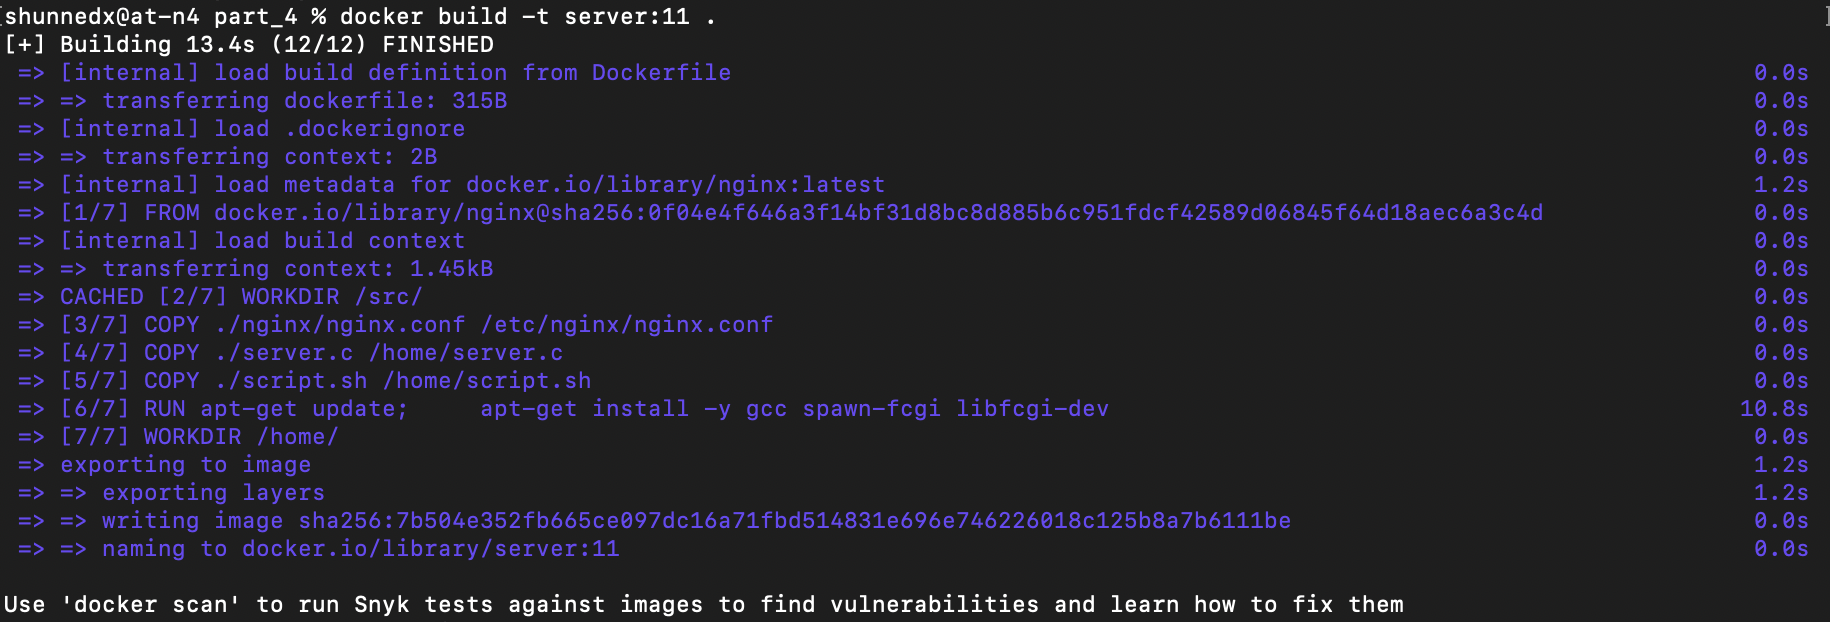 [shunnedx@at-n4 part_4 % docker build -t server:11 . ]
[+] Building 13.4s (12/12) FINISHED
 => [internal] load build definition from Dockerfile 0.0s
 => => transferring dockerfile: 315B 0.0s
 => [internal] load .dockerignore 0.0s
 => => transferring context: 2B 0.0s
 => [internal] load metadata for docker.io/library/nginx:latest 1.2s
 => [1/7] FROM docker.io/library/nginx@sha256:0f04e4f646a3f14bf31d8bc8d885b6c951fdcf42589d06845f64d18aec6a3c4d 0.0s
 => [internal] load build context 0.0s
 => => transferring context: 1.45kB 0.0s
 => CACHED [2/7] WORKDIR /src/ 0.0s
 => [3/7] COPY ./nginx/nginx.conf /etc/nginx/nginx.conf 0.0s
 => [4/7] COPY ./server.c /home/server.c 0.0s
 => [5/7] COPY ./script.sh /home/script.sh 0.0s
 => [6/7] RUN apt-get update;     apt-get install -y gcc spawn-fcgi libfcgi-dev 10.8s
 => [7/7] WORKDIR /home/ 0.0s
 => exporting to image 1.2s
 => => exporting layers 1.2s
 => => writing image sha256:7b504e352fb665ce097dc16a71fbd514831e696e746226018c125b8a7b6111be 0.0s
 => => naming to docker.io/library/server:11 0.0s
Use 'docker scan' to run Snyk tests against images to find vulnerabilities and learn how to fix them